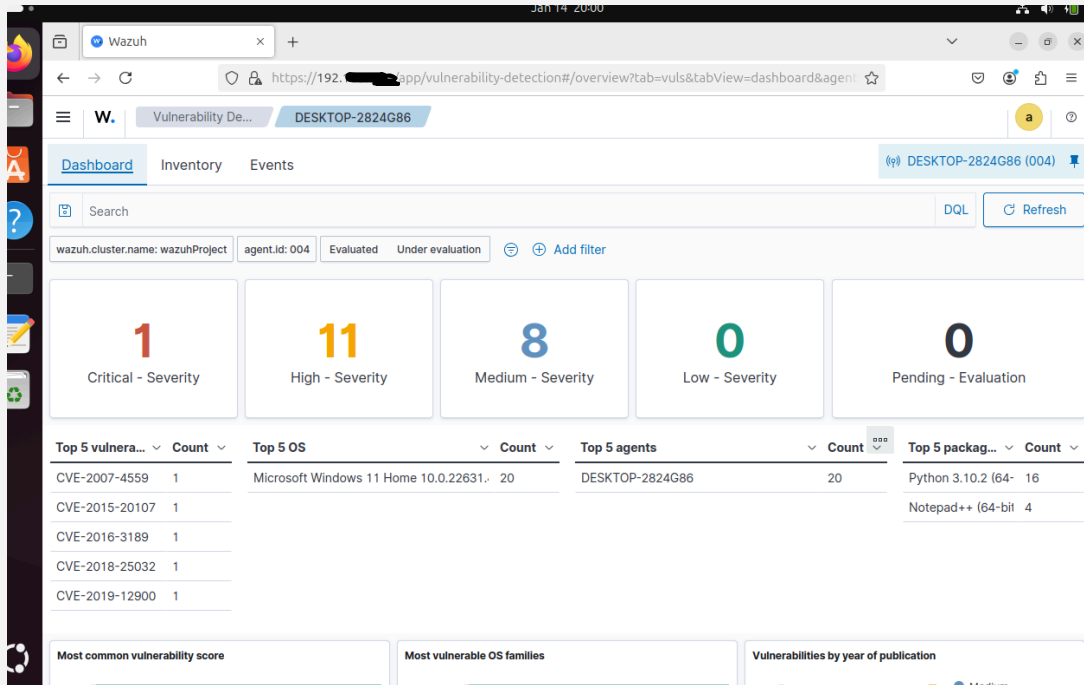 Jan 14 20:00
Wazuh
https://192.
/app/vulnerability-detection#/overview?tab=vuls&tabView=dashboard&agen
W.
Vulnerability De...
DESKTOP-2824G86
a
Dashboard
Inventory
Events
DESKTOP-2824G86 (004)
Search
DQL
Refresh
wazuh.cluster.name: wazuhProject
agent.id: 004
Evaluated
Under evaluation
Add filter
1
Critical - Severity
11
High - Severity
8
Medium - Severity
0
Low - Severity
0
Pending - Evaluation
Top 5 vulnera... Count
CVE-2007-4559 1
CVE-2015-20107 1
CVE-2016-3189 1
CVE-2018-25032 1
CVE-2019-12900 1
Top 5 OS Count
Microsoft Windows 11 Home 10.0.22631. 20
Top 5 agents Count
DESKTOP-2824G86 20
Top 5 packag... Count
Python 3.10.2 (64- 16
Notepad++ (64-bit 4
Most common vulnerability score
Most vulnerable OS families
Vulnerabilities by year of publication
Medium